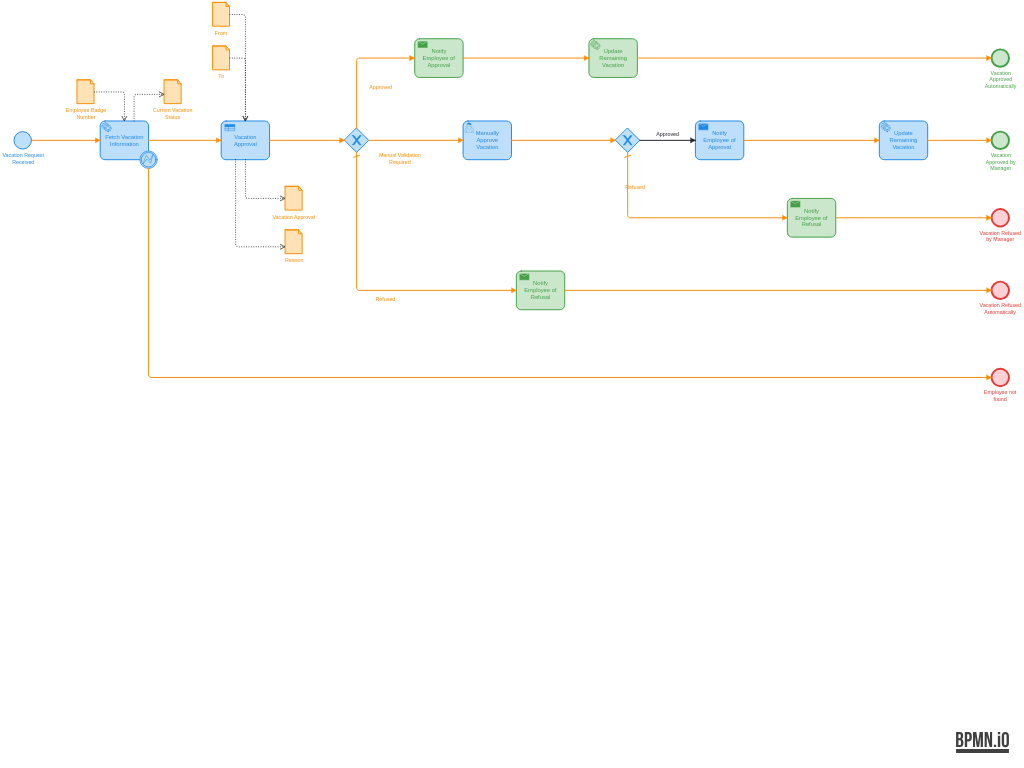 From
To
Notify
Employee of
Approval
Update
Remaining
Vacation
Vacation
Approved
Automatically
Approved
Employee Badge
Number
Current Vacation
Status
Vacation Request
Received
Fetch Vacation
Information
Vacation
Approval
Manual Validation
Required
Manually
Approve
Vacation
Approved
Notify
Employee of
Approval
Update
Remaining
Vacation
Vacation
Approved by
Manager
Refused
Vacation Approval
Reason
Notify
Employee of
Refusal
Vacation Refused
by Manager
Refused
Notify
Employee of
Refusal
Vacation Refused
Automatically
Employee not
found
BPMN.iO